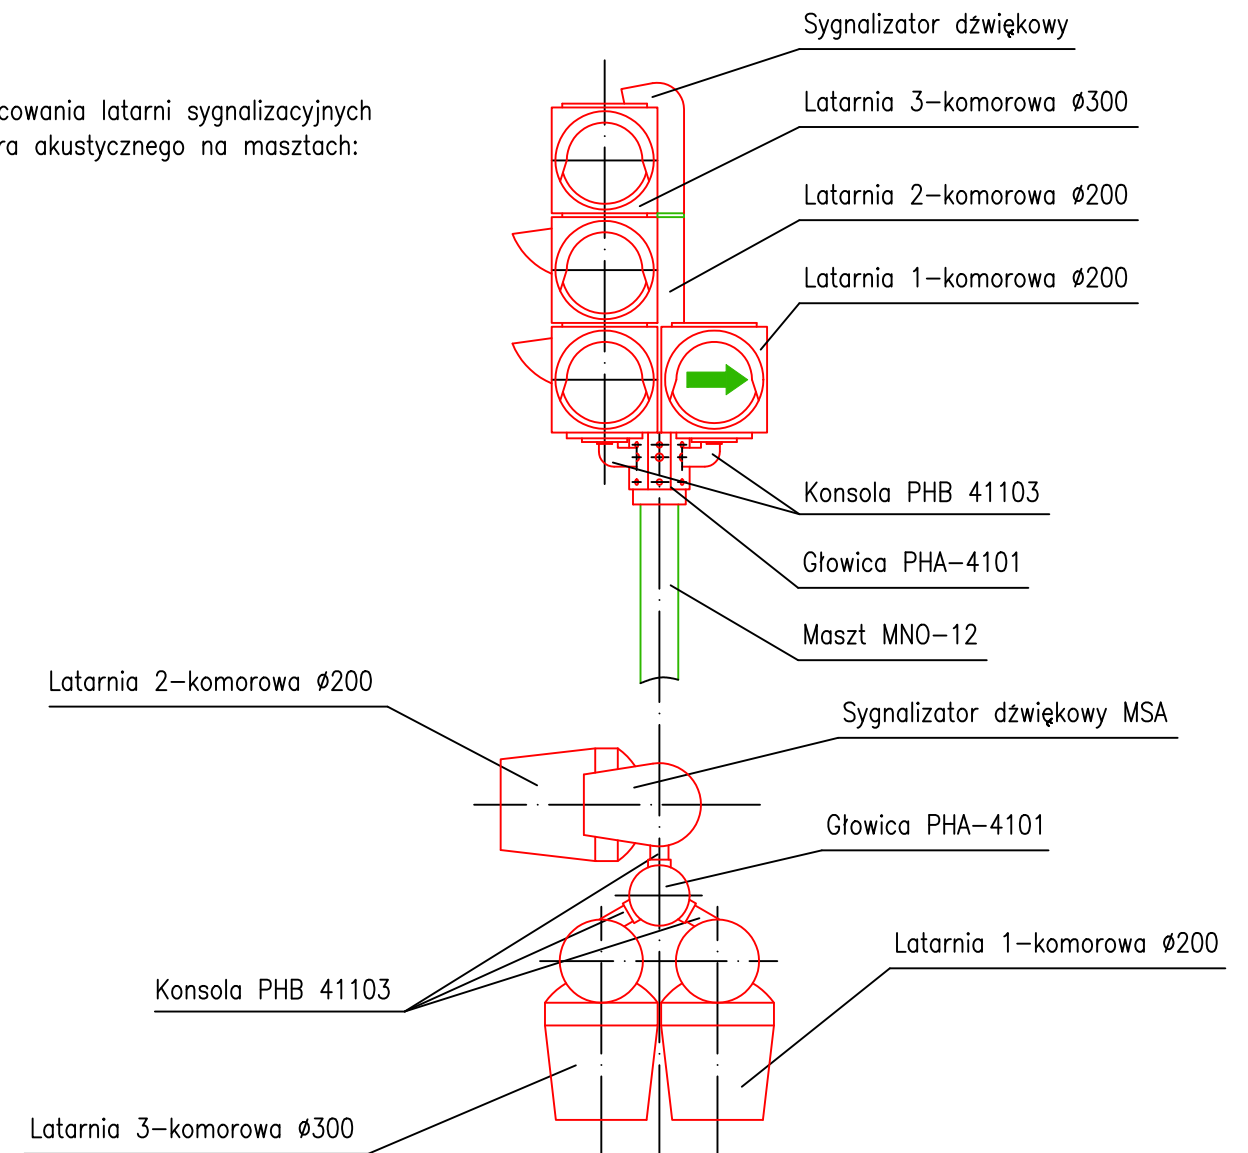 Sygnalizator dźwiękowy
cowania latarni sygnalizacyjnych
ra akustycznego na masztach:
Latarnia 3-komorowa ø300
Latarnia 2-komorowa ø200
Latarnia 1-komorowa ø200
Konsola PHB 41103
Głowica PHA-4101
Maszt MNO-12
Latarnia 2-komorowa ø200
Sygnalizator dźwiękowy MSA
Głowica PHA-4101
Latarnia 1-komorowa ø200
Konsola PHB 41103
Latarnia 3-komorowa ø300